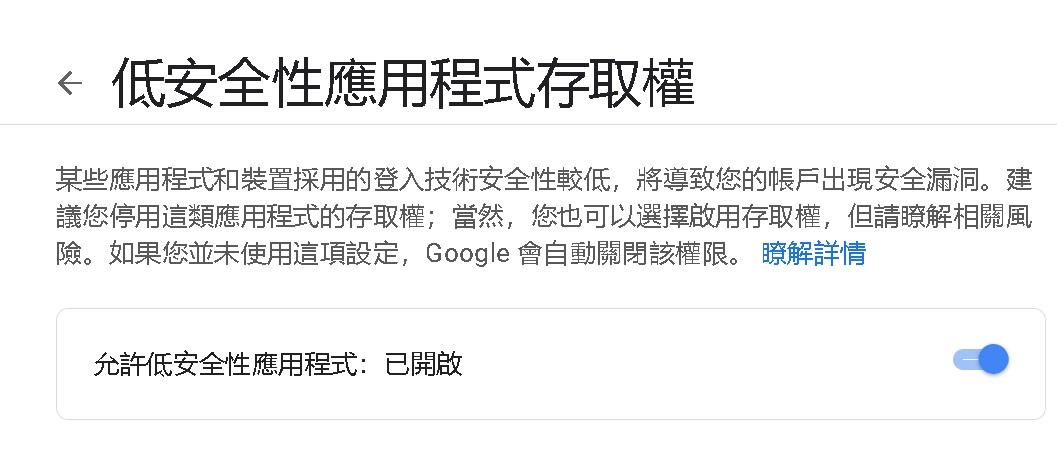 低安全性應用程式存取權
某些應用程式和裝置採用的登入技術安全性較低，將導致您的帳戶出現安全漏洞。建
議您停用這類應用程式的存取權；當然，您也可以選擇啟用存取權，但請瞭解相關風
險。如果您並未使用這項設定，Google 會自動關閉該權限。 瞭解詳情
允許低安全性應用程式：已開啟